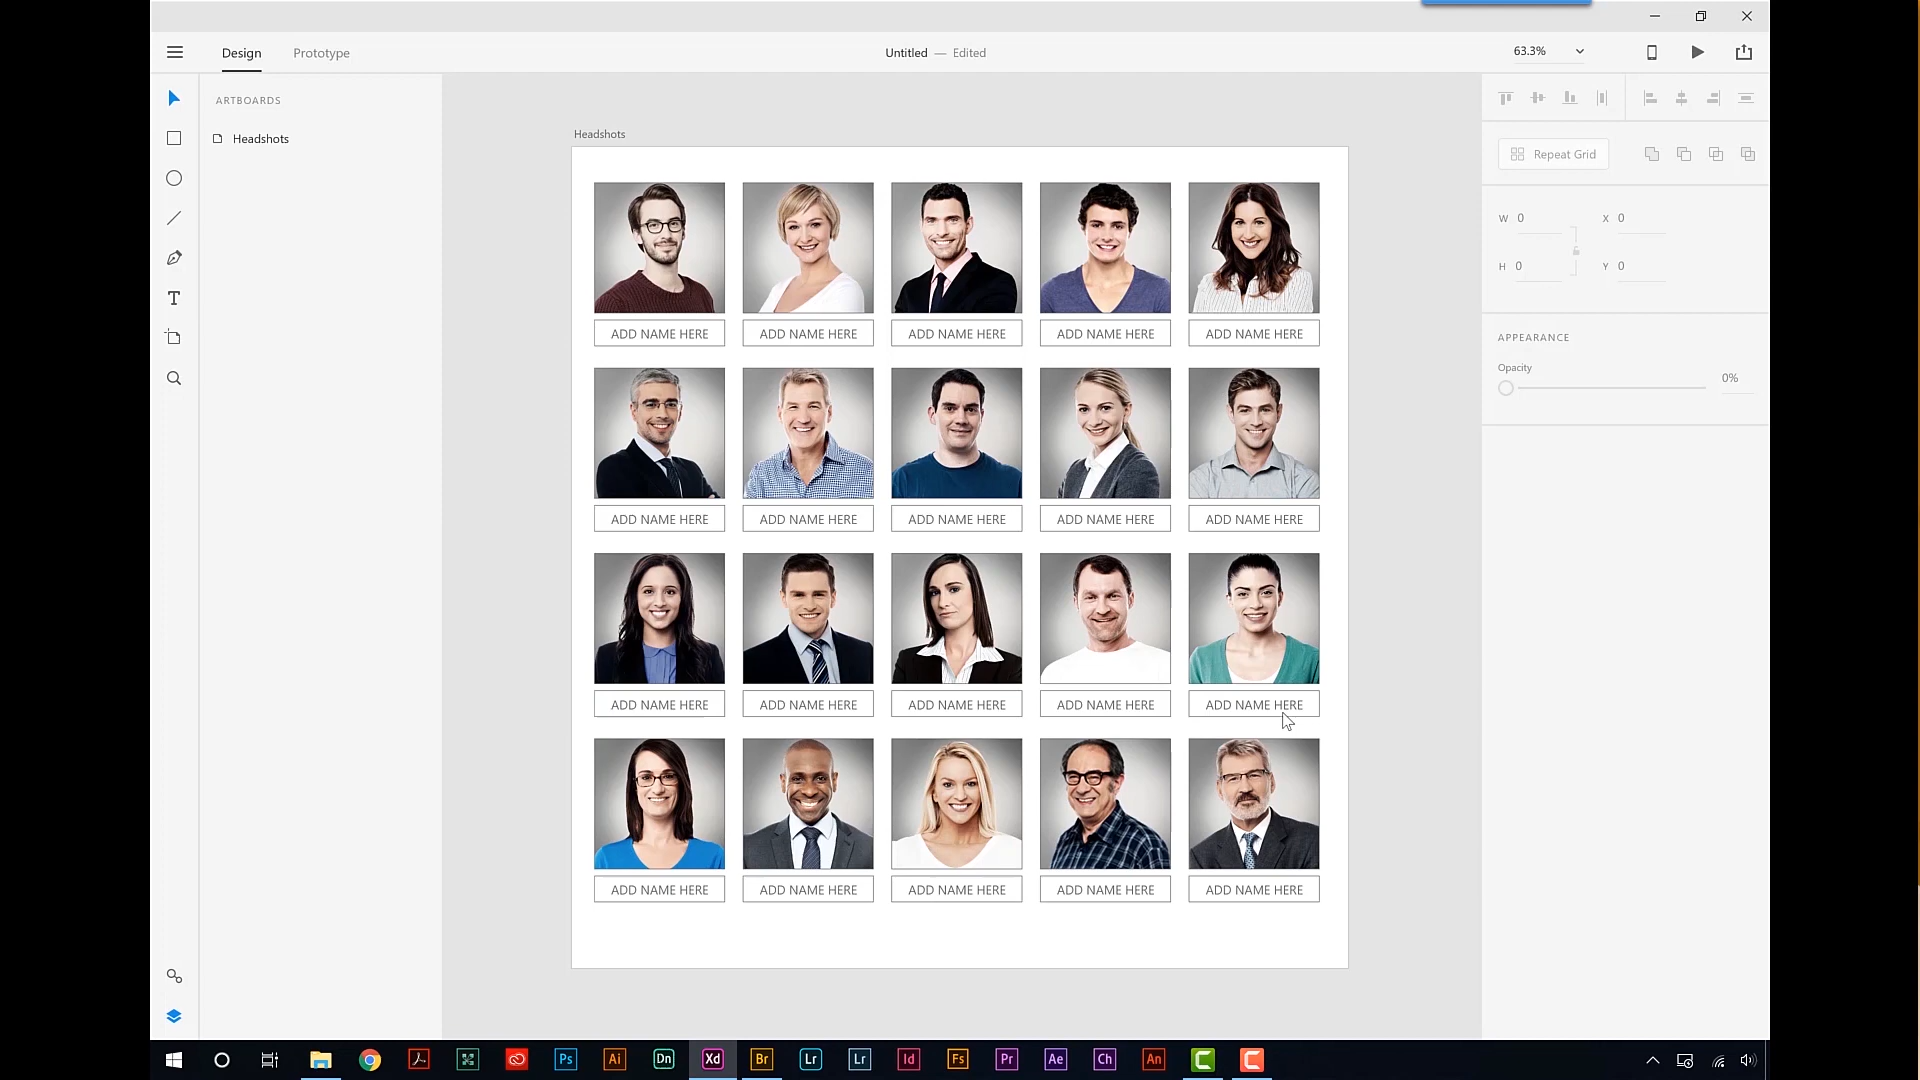 Design Prototype Untitled — Edited 63.3%
ARTBOARDS
Headshots
Headshots
ADD NAME HERE ADD NAME HERE ADD NAME HERE ADD NAME HERE ADD NAME HERE
ADD NAME HERE ADD NAME HERE ADD NAME HERE ADD NAME HERE ADD NAME HERE
ADD NAME HERE ADD NAME HERE ADD NAME HERE ADD NAME HERE ADD NAME HERE
ADD NAME HERE ADD NAME HERE ADD NAME HERE ADD NAME HERE ADD NAME HERE
Repeat Grid
W 0 X 0
H 0 Y 0
APPEARANCE
Opacity
0%
Ps Ai Dn Xd Br Lr Lr Id Fs Pr Ae Ch An